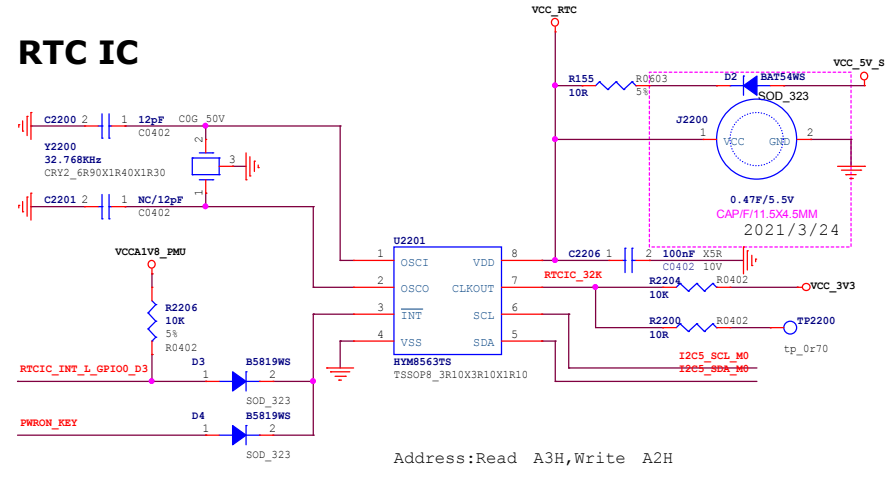 VCC_RTC
RTC IC
VCC_5V_S
R155 R0603 D2 BAT54WS
10R 5% SOD_323
C2200 2 1 12pF C0G 50V
C0402
J2200
1 VCC GND 2
Y2200 2
32.768KHz 3
CRY2_6R90X1R40X1R30
1
C2201 2 1 NC/12pF
C0402
0.47F/5.5V
CAP/F/11.5X4.5MM
2021/3/24
U2201
VCCA1V8_PMU
1 OSCI VDD 8
C2206 1 2 100nF X5R
C0402 10V
RTCIC_32K
2 OSCO CLKOUT 7
R2204 R0402
10K
VCC_3V3
R2206
10K
5%
R0402
3 INT SCL 6
R2200 R0402 TP2200
10R
tp_0r70
4 VSS SDA 5
HYM8563TS
TSSOP8_3R10X3R10X1R10
I2C5_SCL_M0
I2C5_SDA_M0
RTCIC_INT_L_GPIO0_D3
D3 B5819WS
1 2
SOD_323
PWRON_KEY
D4 B5819WS
1 2
SOD_323
Address:Read A3H,Write A2H